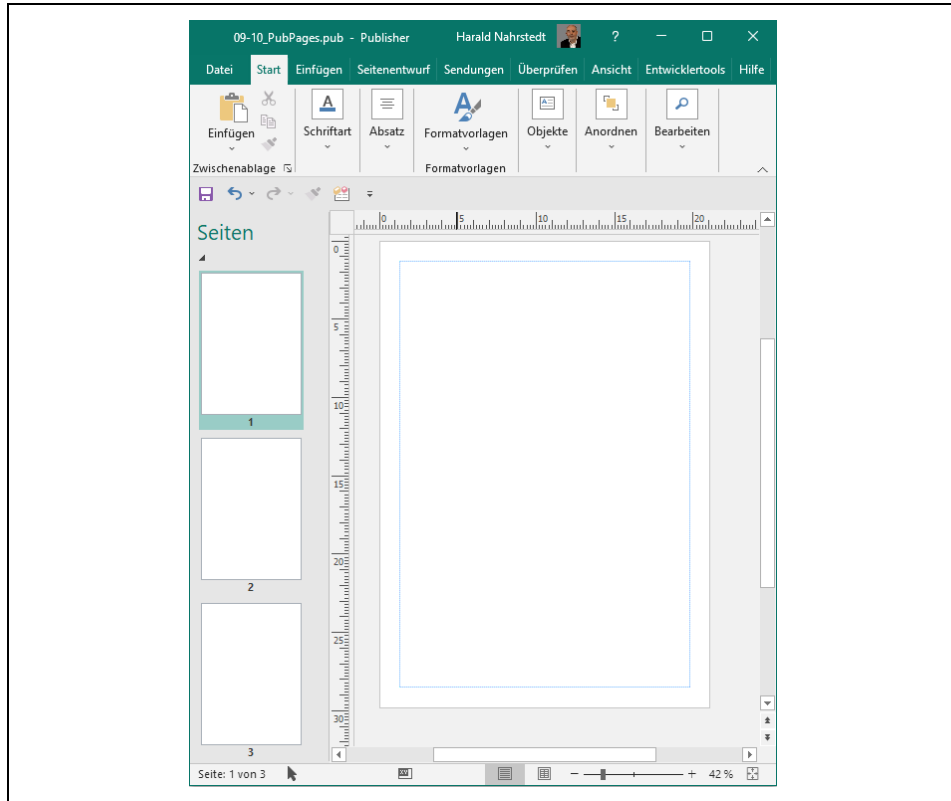 09-10_PubPages.pub - Publisher Harald Nahrstedt ?
Datei Start Einfügen Seitenentwurf Sendungen Überprüfen Ansicht Entwicklertools Hilfe
Einfügen Schriftart Absatz Formatvorlagen Objekte Anordnen Bearbeiten
Zwischenablage Formatvorlagen
Seiten
0 5 10 15 20
0
5
10
15
20
25
30
1
2
3
Seite: 1 von 3 42 %